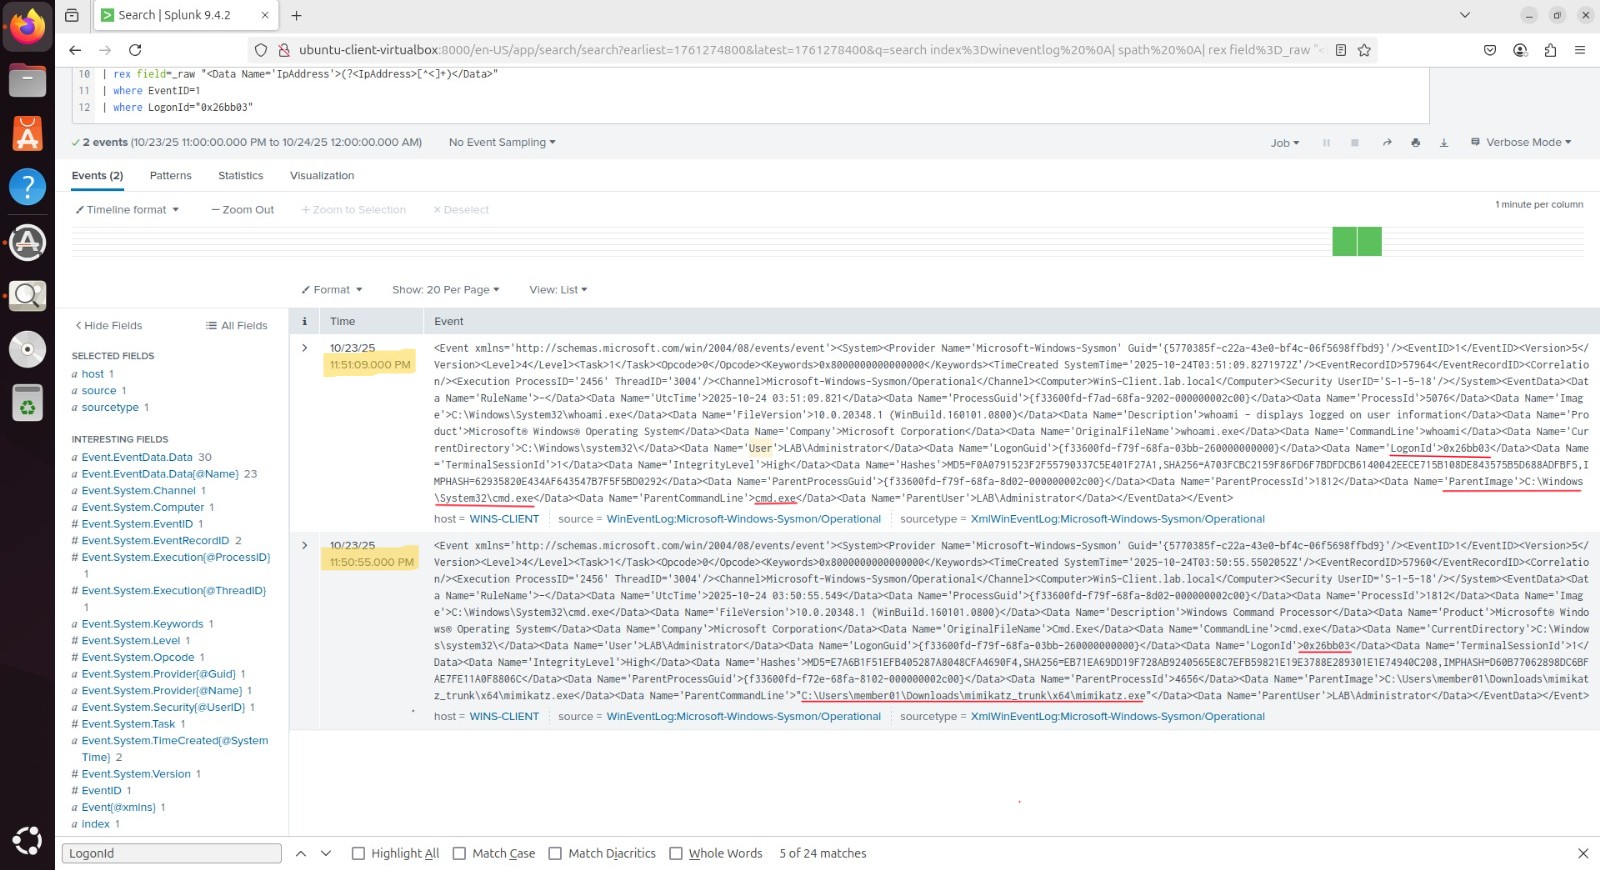 Search | Splunk 9.4.2
ubuntu-client-virtualbox:8000/en-US/app/search/search?earliest=1761274800&latest=1761278400&q=search index%3Dwineventlog%20%0A| spath%20%0A| rex field%3D_raw "<
10 | rex field=_raw "<Data Name='IpAddress'>(?<IpAddress>[^<]+)</Data>"
11 | where EventID=1
12 | where LogonId="0x26bb03"
2 events (10/23/25 11:00:00.000 PM to 10/24/25 12:00:00.000 AM) No Event Sampling Job Verbose Mode
Events (2) Patterns Statistics Visualization
Timeline format — Zoom Out + Zoom to Selection × Deselect 1 minute per column
Format Show: 20 Per Page View: List
< Hide Fields All Fields
SELECTED FIELDS
a host 1
a source 1
a sourcetype 1
INTERESTING FIELDS
a Event.EventData.Data 30
a Event.EventData.Data{@Name} 23
a Event.System.Channel 1
a Event.System.Computer 1
# Event.System.EventID 1
# Event.System.EventRecordID 2
# Event.System.Execution{@ProcessID} 1
# Event.System.Execution{@ThreadID} 1
a Event.System.Keywords 1
# Event.System.Level 1
# Event.System.Opcode 1
a Event.System.Provider{@Guid} 1
a Event.System.Provider{@Name} 1
a Event.System.Security{@UserID} 1
# Event.System.Task 1
a Event.System.TimeCreated{@SystemTime} 2
# Event.System.Version 1
# EventID 1
a Event{@xmlns} 1
a index 1
i Time Event
10/23/25
11:51:09.000 PM
<Event xmlns='http://schemas.microsoft.com/win/2004/08/events/event'><System><Provider Name='Microsoft-Windows-Sysmon' Guid='{5770385f-c22a-43e0-bf4c-06f5698ffbd9}'/><EventID>1</EventID><Version>5</
Version><Level>4</Level><Task>1</Task><Opcode>0</Opcode><Keywords>0x8000000000000000</Keywords><TimeCreated SystemTime='2025-10-24T03:51:09.8271972Z'/><EventRecordID>57964</EventRecordID><Correlatio
n/><Execution ProcessID='2456' ThreadID='3004'/><Channel>Microsoft-Windows-Sysmon/Operational</Channel><Computer>WinS-Client.lab.local</Computer><Security UserID='S-1-5-18'/></System><EventData><Da
ta Name='RuleName'>-</Data><Data Name='UtcTime'>2025-10-24 03:51:09.821</Data><Data Name='ProcessGuid'>{f33600fd-f7ad-68fa-9202-000000002c00}</Data><Data Name='ProcessId'>5076</Data><Data Name='Imag
e'>C:\Windows\System32\whoami.exe</Data><Data Name='FileVersion'>10.0.20348.1 (WinBuild.160101.0800)</Data><Data Name='Description'>whoami - displays logged on user information</Data><Data Name='Pro
duct'>Microsoft® Windows® Operating System</Data><Data Name='Company'>Microsoft Corporation</Data><Data Name='OriginalFileName'>whoami.exe</Data><Data Name='CommandLine'>whoami</Data><Data Name='Cur
rentDirectory'>C:\Windows\system32\</Data><Data Name='User'>LAB\Administrator</Data><Data Name='LogonGuid'>{f33600fd-f79f-68fa-03bb-260000000000}</Data><Data Name='LogonId'>0x26bb03</Data><Data Name
='TerminalSessionId'>1</Data><Data Name='IntegrityLevel'>High</Data><Data Name='Hashes'>MD5=F0A0791523F2F55790337C5E401F27A1,SHA256=A703FCBC2159F86FD6F7BDFDCB6140042EECE715B108DE843575B5D688ADFBF5,I
MPHASH=62935820E434AF643547B7F5F5BD0292</Data><Data Name='ParentProcessGuid'>{f33600fd-f79f-68fa-8d02-000000002c00}</Data><Data Name='ParentProcessId'>1812</Data><Data Name='ParentImage'>C:\Windows
\System32\cmd.exe</Data><Data Name='ParentCommandLine'>cmd.exe</Data><Data Name='ParentUser'>LAB\Administrator</Data></EventData></Event>
host = WINS-CLIENT source = WinEventLog:Microsoft-Windows-Sysmon/Operational sourcetype = XmlWinEventLog:Microsoft-Windows-Sysmon/Operational
10/23/25
11:50:55.000 PM
<Event xmlns='http://schemas.microsoft.com/win/2004/08/events/event'><System><Provider Name='Microsoft-Windows-Sysmon' Guid='{5770385f-c22a-43e0-bf4c-06f5698ffbd9}'/><EventID>1</EventID><Version>5</
Version><Level>4</Level><Task>1</Task><Opcode>0</Opcode><Keywords>0x8000000000000000</Keywords><TimeCreated SystemTime='2025-10-24T03:50:55.5502052Z'/><EventRecordID>57960</EventRecordID><Correlatio
n/><Execution ProcessID='2456' ThreadID='3004'/><Channel>Microsoft-Windows-Sysmon/Operational</Channel><Computer>WinS-Client.lab.local</Computer><Security UserID='S-1-5-18'/></System><EventData><Da
ta Name='RuleName'>-</Data><Data Name='UtcTime'>2025-10-24 03:50:55.549</Data><Data Name='ProcessGuid'>{f33600fd-f79f-68fa-8d02-000000002c00}</Data><Data Name='ProcessId'>1812</Data><Data Name='Imag
e'>C:\Windows\System32\cmd.exe</Data><Data Name='FileVersion'>10.0.20348.1 (WinBuild.160101.0800)</Data><Data Name='Description'>Windows Command Processor</Data><Data Name='Product'>Microsoft® Windo
ws® Operating System</Data><Data Name='Company'>Microsoft Corporation</Data><Data Name='OriginalFileName'>Cmd.Exe</Data><Data Name='CommandLine'>cmd.exe</Data><Data Name='CurrentDirectory'>C:\Window
s\system32\</Data><Data Name='User'>LAB\Administrator</Data><Data Name='LogonGuid'>{f33600fd-f79f-68fa-03bb-260000000000}</Data><Data Name='LogonId'>0x26bb03</Data><Data Name='TerminalSessionId'>1</
Data><Data Name='IntegrityLevel'>High</Data><Data Name='Hashes'>MD5=E7A6B1F51EFB405287A8048CFA4690F4,SHA256=EB71EA69DD19F728AB9240565E8C7EFB59821E19E3788E289301E1E74940C208,IMPHASH=D60B77062898DC6BF
AE7FE11A0F8806C</Data><Data Name='ParentProcessGuid'>{f33600fd-f72e-68fa-8102-000000002c00}</Data><Data Name='ParentProcessId'>4656</Data><Data Name='ParentImage'>C:\Users\member01\Downloads\mimikat
z_trunk\x64\mimikatz.exe</Data><Data Name='ParentCommandLine'>"C:\Users\member01\Downloads\mimikatz_trunk\x64\mimikatz.exe"</Data><Data Name='ParentUser'>LAB\Administrator</Data></EventData></Event>
host = WINS-CLIENT source = WinEventLog:Microsoft-Windows-Sysmon/Operational sourcetype = XmlWinEventLog:Microsoft-Windows-Sysmon/Operational
LogonId Highlight All Match Case Match Diacritics Whole Words 5 of 24 matches